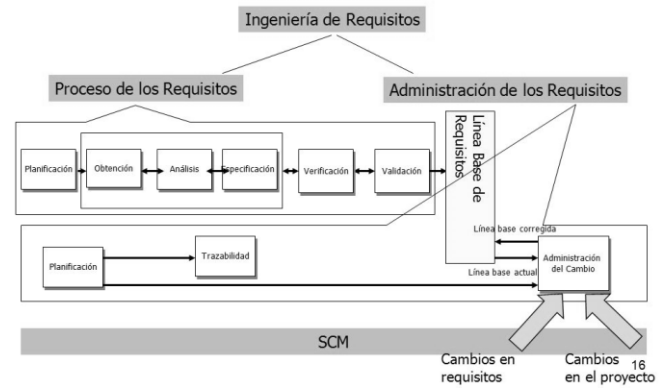 Ingeniería de Requisitos
Proceso de los Requisitos
Administración de los Requisitos
Planificación
Obtención
Análisis
Especificación
Verificación
Validación
Línea Base de
Requisitos
Línea base corregida
Planificación
Trazabilidad
Administración
del Cambio
Línea base actual
SCM
Cambios en
requisitos
Cambios
en el proyecto
16